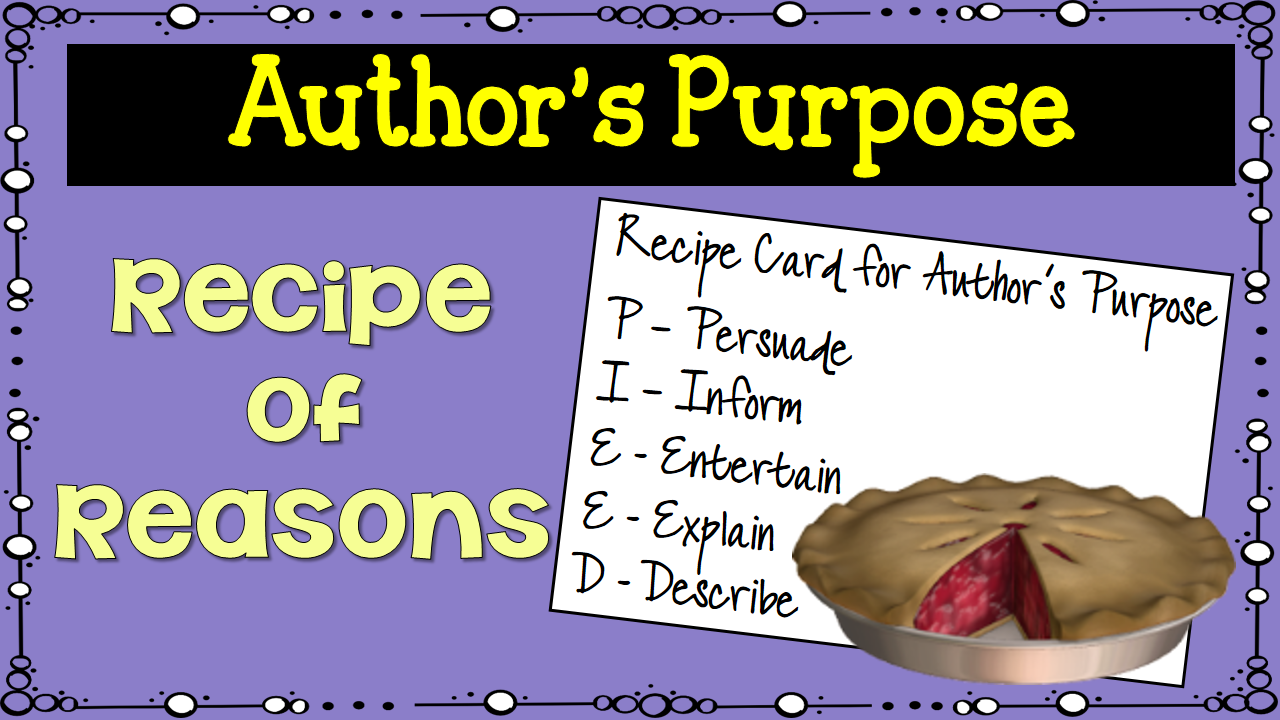 Author's Purpose
Recipe
of
Reasons
Recipe Card for Author's Purpose
P - Persuade
I - Inform
E - Entertain
E - Explain
D - Describe